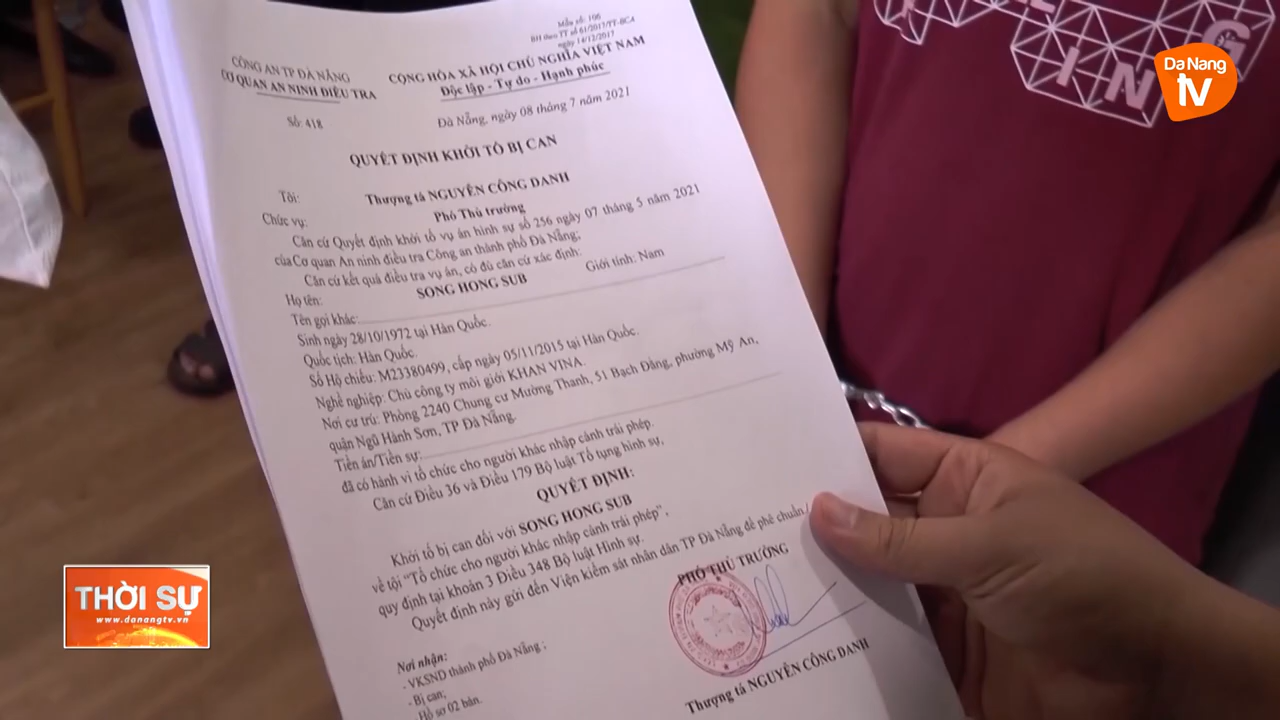 Mẫu số: 106
BH theo TT số 61/2017/TT-BCA
ngày 14/12/2017
CÔNG AN TP ĐÀ NẴNG
CƠ QUAN AN NINH ĐIỀU TRA
CỘNG HÒA XÃ HỘI CHỦ NGHĨA VIỆT NAM
Độc lập - Tự do - Hạnh phúc
Số: 418
Đà Nẵng, ngày 08 tháng 7 năm 2021
QUYẾT ĐỊNH KHỞI TỐ BỊ CAN
Tôi: Thượng tá NGUYỄN CÔNG DANH
Chức vụ: Phó Thủ trưởng
Căn cứ Quyết định khởi tố vụ án hình sự số 256 ngày 07 tháng 5 năm 2021
của Cơ quan An ninh điều tra Công an thành phố Đà Nẵng;
Căn cứ kết quả điều tra vụ án, có đủ căn cứ xác định:
Họ tên: SONG HONG SUB Giới tính: Nam
Tên gọi khác:
Sinh ngày 28/10/1972 tại Hàn Quốc.
Quốc tịch: Hàn Quốc.
Số Hộ chiếu: M23380499, cấp ngày 05/11/2015 tại Hàn Quốc.
Nghề nghiệp: Chủ công ty môi giới KHAN VINA.
Nơi cư trú: Phòng 2240 Chung cư Mường Thanh, 51 Bạch Đằng, phường Mỹ An,
quận Ngũ Hành Sơn, TP Đà Nẵng.
Tiền án/Tiền sự:
đã có hành vi tổ chức cho người khác nhập cảnh trái phép.
Căn cứ Điều 36 và Điều 179 Bộ luật Tố tụng hình sự,
QUYẾT ĐỊNH:
Khởi tố bị can đối với SONG HONG SUB
về tội "Tổ chức cho người khác nhập cảnh trái phép",
quy định tại khoản 3 Điều 348 Bộ luật Hình sự.
Quyết định này gửi đến Viện kiểm sát nhân dân TP Đà Nẵng để phê chuẩn./
PHÓ THỦ TRƯỞNG
Nơi nhận:
- VKSND thành phố Đà Nẵng;
- Bị can;
- Hồ sơ 02 bản.
Thượng tá NGUYỄN CÔNG DANH
Da Nang
tv
THỜI SỰ
www.danangtv.vn
ING